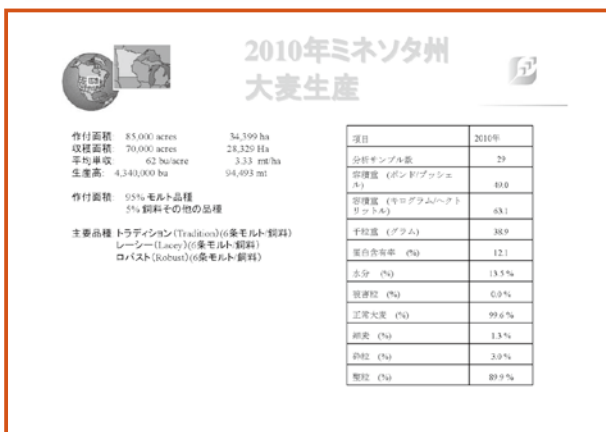 2010年ミネソタ州
大麦生産
作付面積: 85,000 acres 34,399 ha
収穫面積: 70,000 acres 28,329 Ha
平均単収: 62 bu/acre 3.33 mt/ha
生産高: 4,340,000 bu 94,493 mt
作付面積: 95% モルト品種
5% 飼料その他の品種
主要品種 トラディション(Tradition)(6条モルト/飼料)
レーシー(Lacey)(6条モルト/飼料)
ロバスト(Robust)(6条モルト/飼料)
項目 2010年
分析サンプル数 29
容積重 (ポンド/ブッシェ
ル) 49.0
容積重 (キログラム/ヘクト
リットル) 63.1
千粒重 (グラム) 38.9
蛋白含有率 (%) 12.1
水分 (%) 13.5 %
被害粒 (%) 0.0 %
正常大麦 (%) 99.6 %
細麦 (%) 1.3 %
砕粒 (%) 3.0 %
整粒 (%) 89.9 %